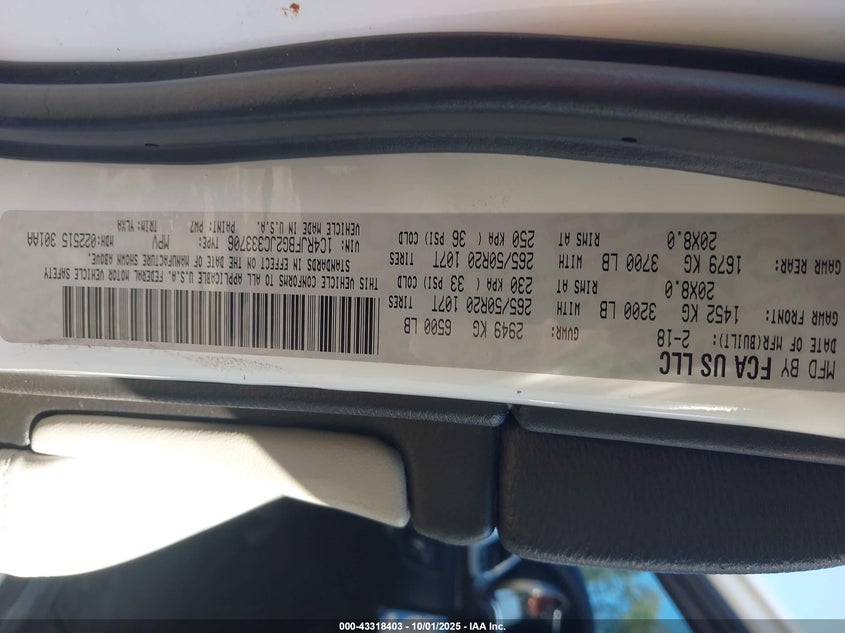 MFD BY FCA US LLC
DATE OF MFR(BUILT): 2-18 GVWR: 2949 KG 6500 LB
GAWR FRONT: 1452 KG 3200 LB WITH 265/50R20 107T TIRES
20X8.0 RIMS AT 230 KPA ( 33 PSI) COLD
GAWR REAR: 1679 KG 3700 LB WITH 265/50R20 107T TIRES
20X8.0 RIMS AT 250 KPA ( 36 PSI) COLD
THIS VEHICLE CONFORMS TO ALL APPLICABLE FEDERAL MOTOR VEHICLE SAFETY
STANDARDS IN EFFECT ON THE DATE OF MANUFACTURE SHOWN ABOVE.
VIN: 1C4RJFBG2JC333706 TYPE: MPV MDH:022515 301AA
VEHICLE MADE IN U.S.A. PAINT: PW7 TRIM: VLXA
000-43318403 - 10/01/2025 - IAA Inc.